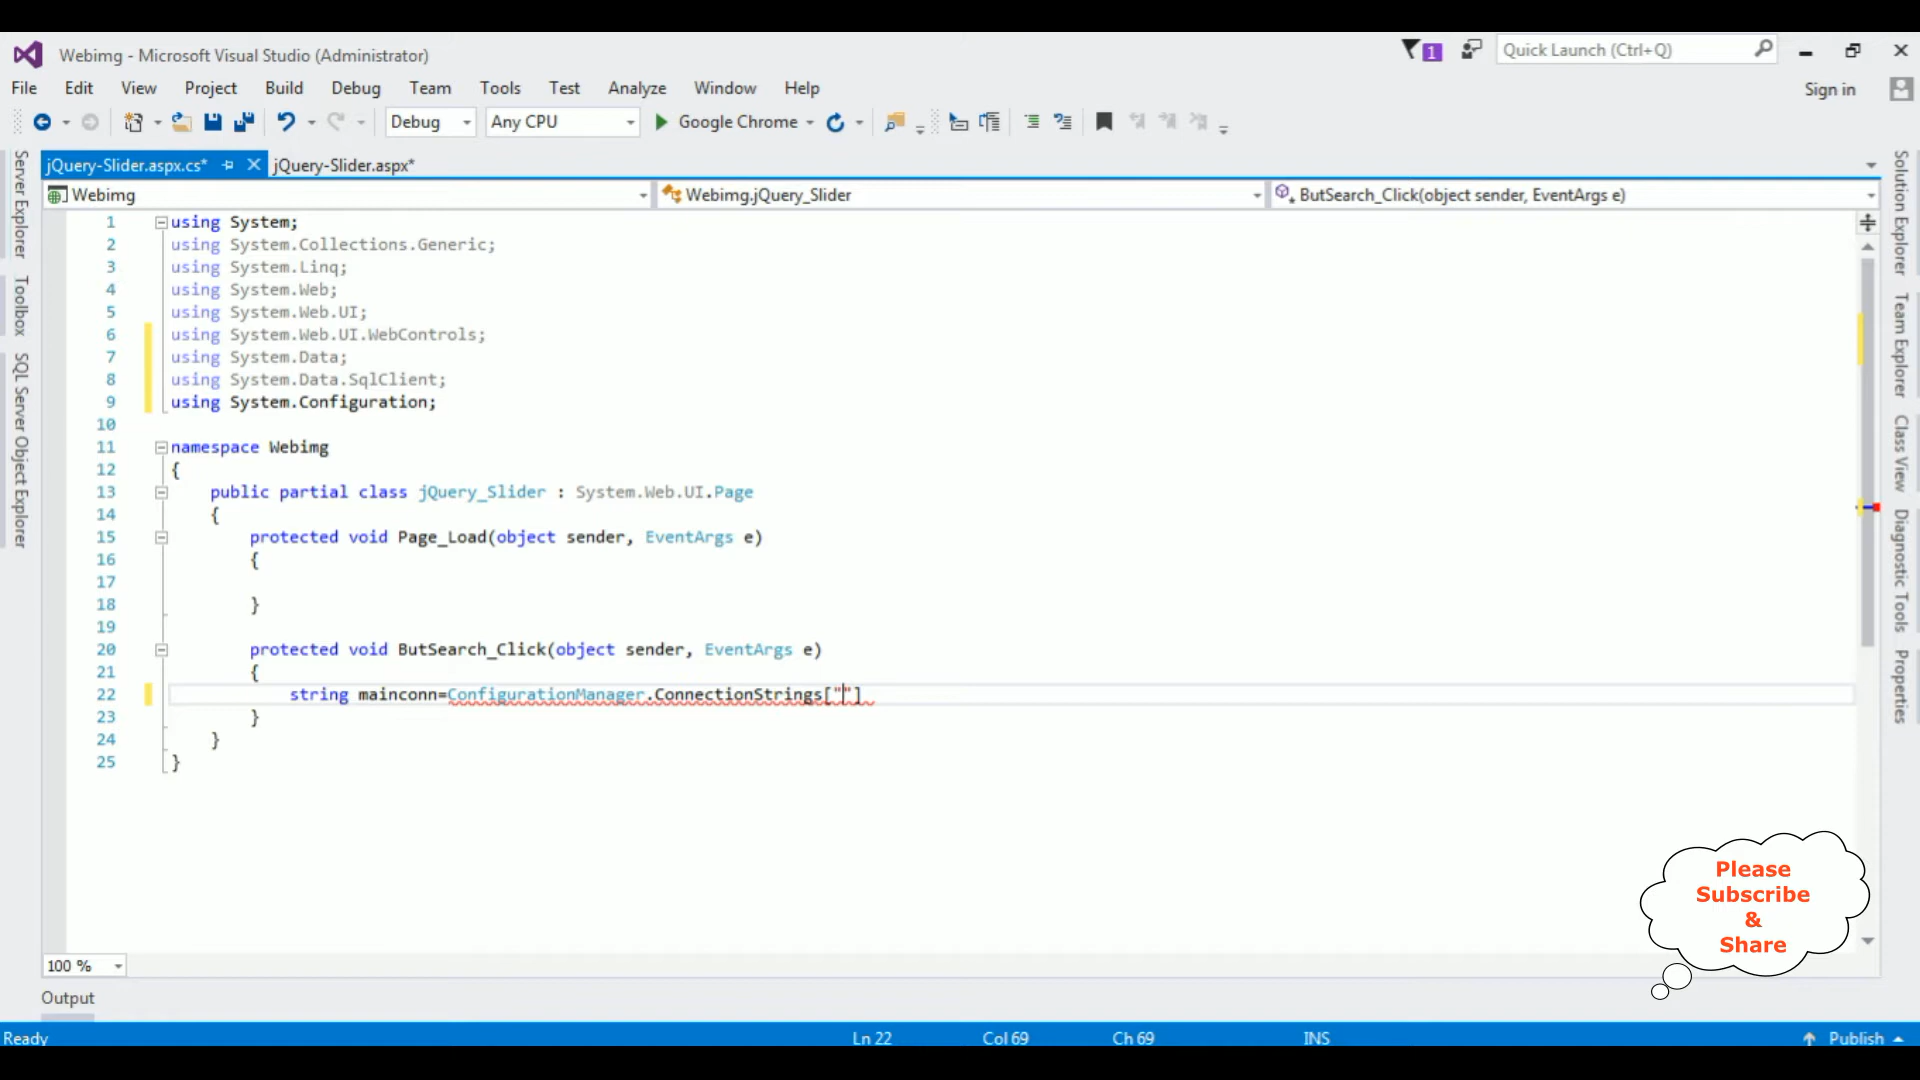 Webimg - Microsoft Visual Studio (Administrator)
1
Quick Launch (Ctrl+Q)
File Edit View Project Build Debug Team Tools Test Analyze Window Help
Sign in
Debug Any CPU Google Chrome
jQuery-Slider.aspx.cs* jQuery-Slider.aspx*
Webimg Webimg.jQuery_Slider ButSearch_Click(object sender, EventArgs e)
1 using System;
2 using System.Collections.Generic;
3 using System.Linq;
4 using System.Web;
5 using System.Web.UI;
6 using System.Web.UI.WebControls;
7 using System.Data;
8 using System.Data.SqlClient;
9 using System.Configuration;
10
11 namespace Webimg
12 {
13 public partial class jQuery_Slider : System.Web.UI.Page
14 {
15 protected void Page_Load(object sender, EventArgs e)
16 {
17
18 }
19
20 protected void ButSearch_Click(object sender, EventArgs e)
21 {
22 string mainconn=ConfigurationManager.ConnectionStrings[""]
23 }
24 }
25 }
Server Explorer
Toolbox
SQL Server Object Explorer
Solution Explorer
Team Explorer
Class View
Diagnostic Tools
Properties
Please
Subscribe
&
Share
100 %
Output
Ready Ln 22 Col 69 Ch 69 INS Publish